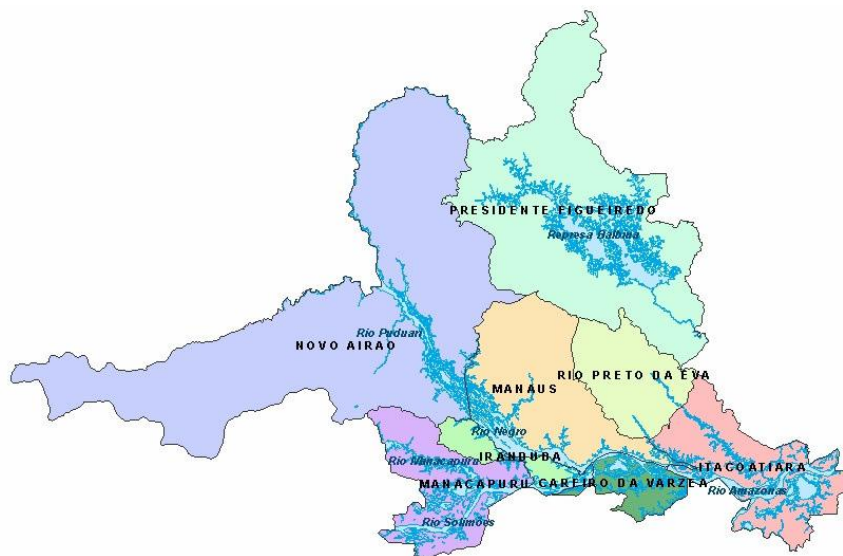 PRESIDENTE FIGUEIREDO
Represa Balbina
Rio Puduari
NOVO AIRAO
RIO PRETO DA EVA
MANAUS
Rio Negro
IRANDUBA
Rio Manacapuru
ITACOATIARA
MANACAPURU
CAREIRO DA VARZEA
Rio Amazonas
Rio Solimões